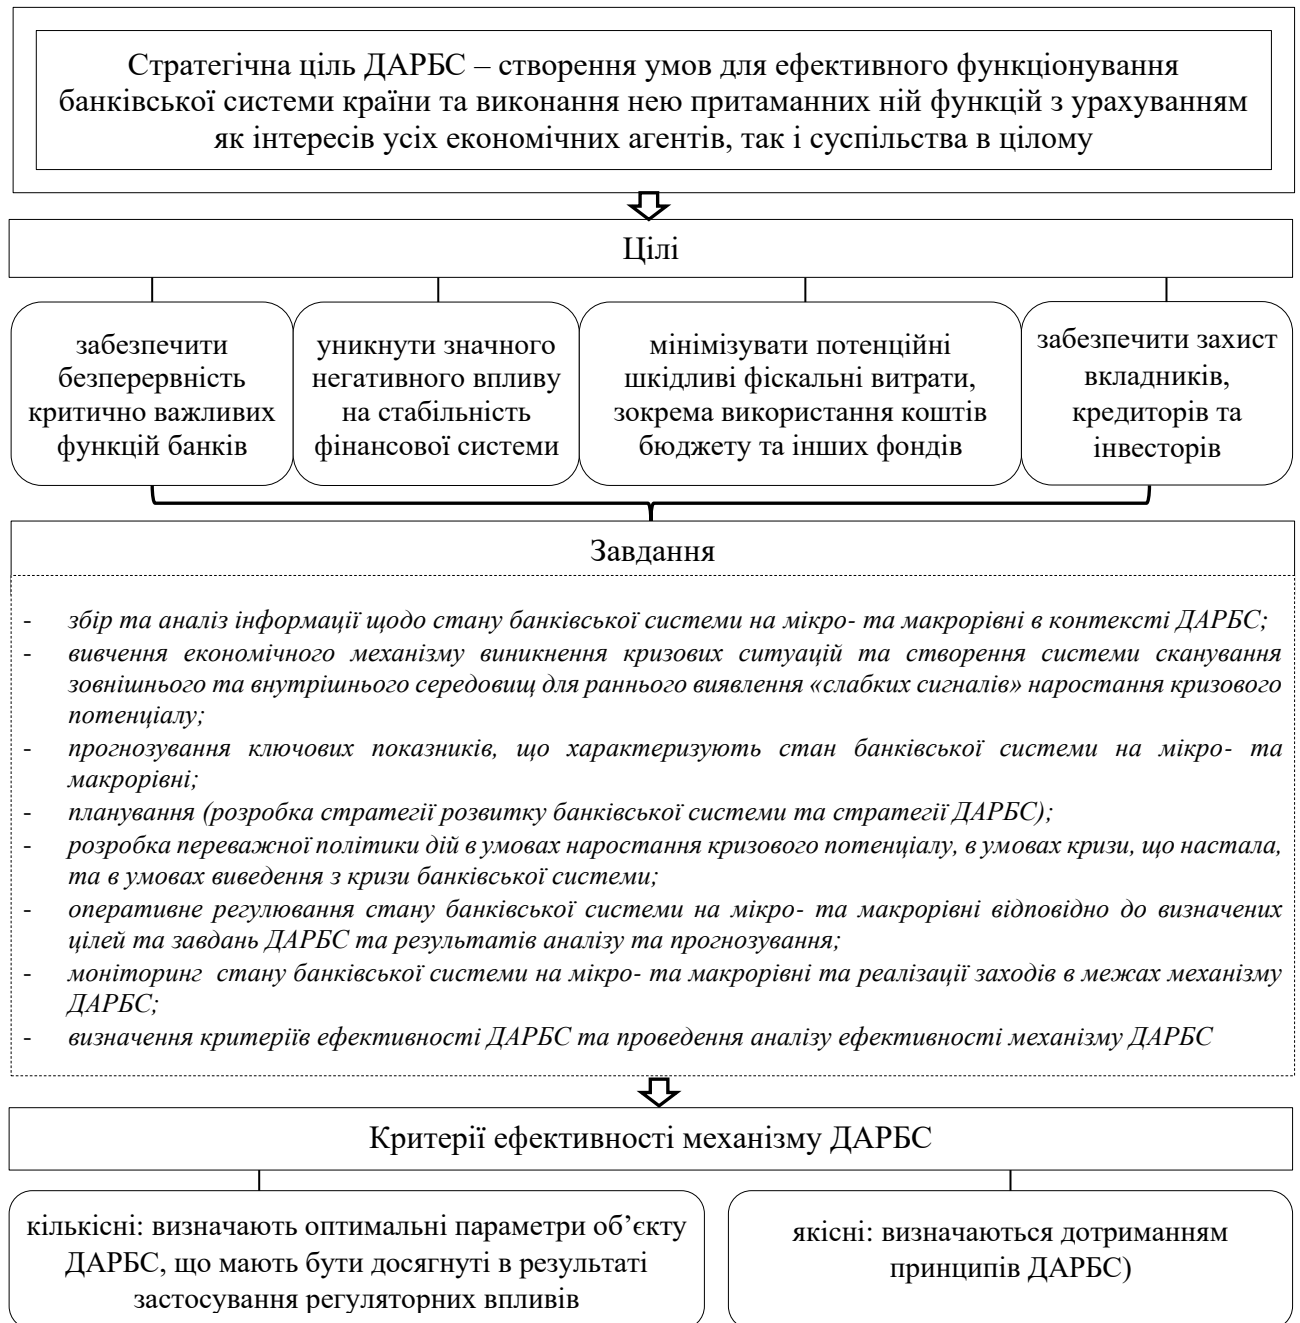 Стратегічна ціль ДАРБС – створення умов для ефективного функціонування
банківської системи країни та виконання нею притаманних ній функцій з урахуванням
як інтересів усіх економічних агентів, так і суспільства в цілому
Цілі
забезпечити
безперервність
критично важливих
функцій банків
уникнути значного
негативного впливу
на стабільність
фінансової системи
мінімізувати потенційні
шкідливі фіскальні витрати,
зокрема використання коштів
бюджету та інших фондів
забезпечити захист
вкладників,
кредиторів та
інвесторів
Завдання
- збір та аналіз інформації щодо стану банківської системи на мікро- та макрорівні в контексті ДАРБС;
- вивчення економічного механізму виникнення кризових ситуацій та створення системи сканування
зовнішнього та внутрішнього середовищ для раннього виявлення «слабких сигналів» наростання кризового
потенціалу;
- прогнозування ключових показників, що характеризують стан банківської системи на мікро- та
макрорівні;
- планування (розробка стратегії розвитку банківської системи та стратегії ДАРБС);
- розробка переважної політики дій в умовах наростання кризового потенціалу, в умовах кризи, що настала,
та в умовах виведення з кризи банківської системи;
- оперативне регулювання стану банківської системи на мікро- та макрорівні відповідно до визначених
цілей та завдань ДАРБС та результатів аналізу та прогнозування;
- моніторинг стану банківської системи на мікро- та макрорівні та реалізації заходів в межах механізму
ДАРБС;
- визначення критеріїв ефективності ДАРБС та проведення аналізу ефективності механізму ДАРБС
Критерії ефективності механізму ДАРБС
кількісні: визначають оптимальні параметри об’єкту
ДАРБС, що мають бути досягнуті в результаті
застосування регуляторних впливів
якісні: визначаються дотриманням
принципів ДАРБС)